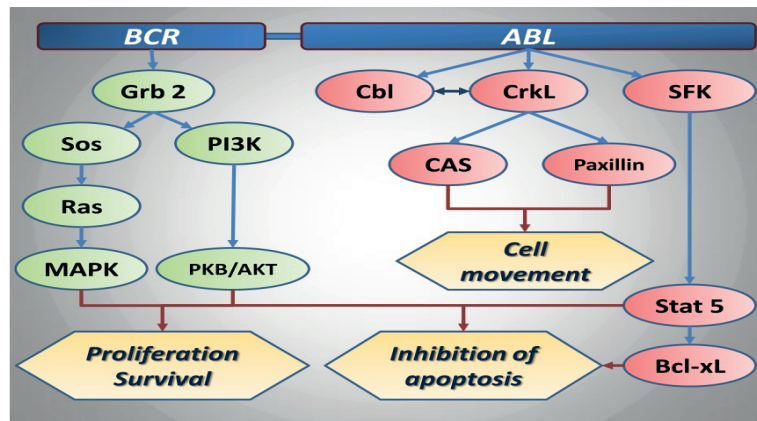 BCR
ABL
Grb 2
Cbl
CrkL
SFK
Sos
PI3K
CAS
Paxillin
Ras
MAPK
PKB/AKT
Cell
movement
Stat 5
Proliferation
Survival
Inhibition of
apoptosis
Bcl-xL